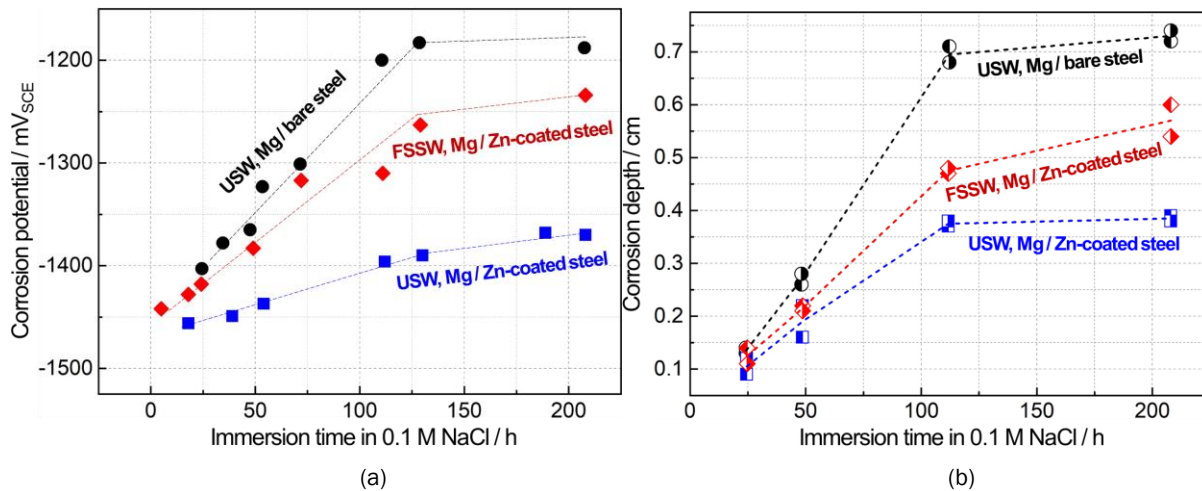 -1200
-1300
-1400
-1500
Corrosion potential / mVSCE
0
50
100
150
200
Immersion time in 0.1 M NaCl / h
USW, Mg / bare steel
FSSW, Mg / Zn-coated steel
USW, Mg / Zn-coated steel
(a)
0.7
0.6
0.5
0.4
0.3
0.2
0.1
Corrosion depth / cm
0
50
100
150
200
Immersion time in 0.1 M NaCl / h
USW, Mg / bare steel
FSSW, Mg / Zn-coated steel
USW, Mg / Zn-coated steel
(b)